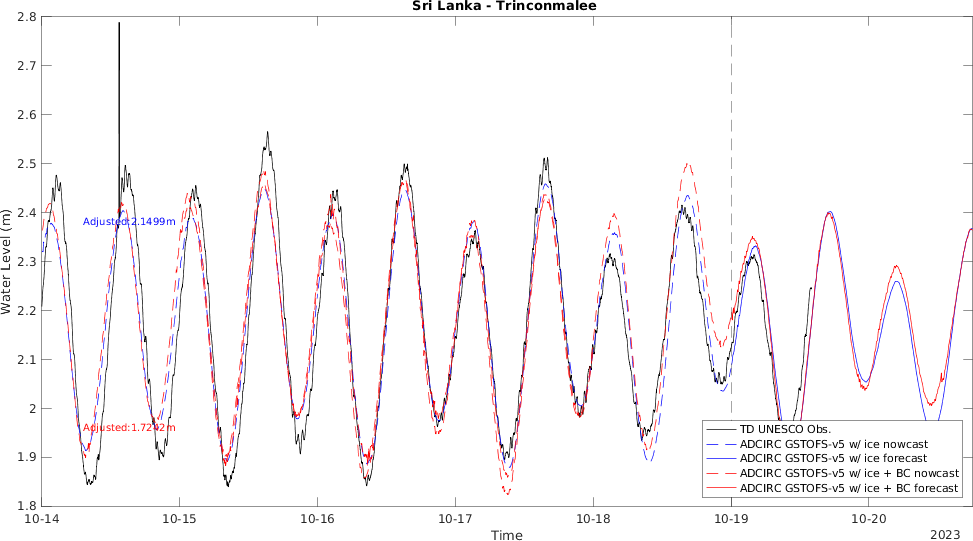 Sri Lanka - Trinconmalee
2.8
2.7
2.6
2.5
2.4
2.3
2.2
2.1
2
1.9
1.8
Water Level (m)
Adjusted:2.1499m
Adjusted:1.7242m
TD UNESCO Obs.
ADCIRC GSTOFS-v5 w/ ice nowcast
ADCIRC GSTOFS-v5 w/ ice forecast
ADCIRC GSTOFS-v5 w/ ice + BC nowcast
ADCIRC GSTOFS-v5 w/ ice + BC forecast
10-14 10-15 10-16 10-17 10-18 10-19 10-20
Time
2023